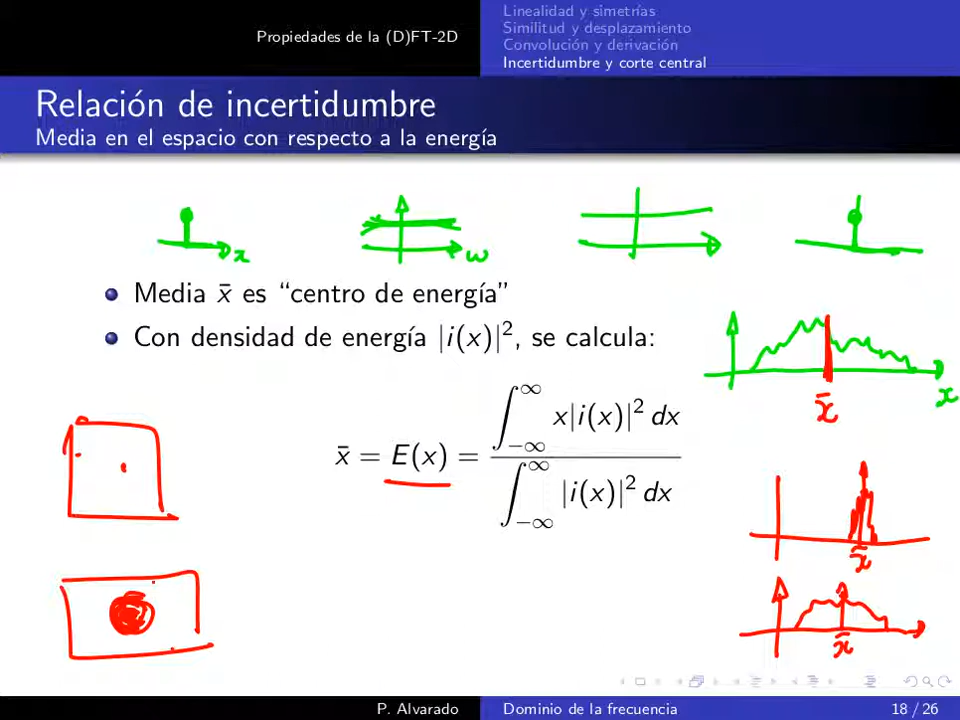 Propiedades de la (D)FT-2D
Linealidad y simetrías
Similitud y desplazamiento
Convolución y derivación
Incertidumbre y corte central
Relación de incertidumbre
Media en el espacio con respecto a la energía
x
w
Media x̄ es “centro de energía”
Con densidad de energía |i(x)|², se calcula:
x̄ = E(x) = ∫_{-∞}^{∞} x|i(x)|² dx / ∫_{-∞}^{∞} |i(x)|² dx
x
x̄
x̄
x̄
P. Alvarado
Dominio de la frecuencia
18 / 26